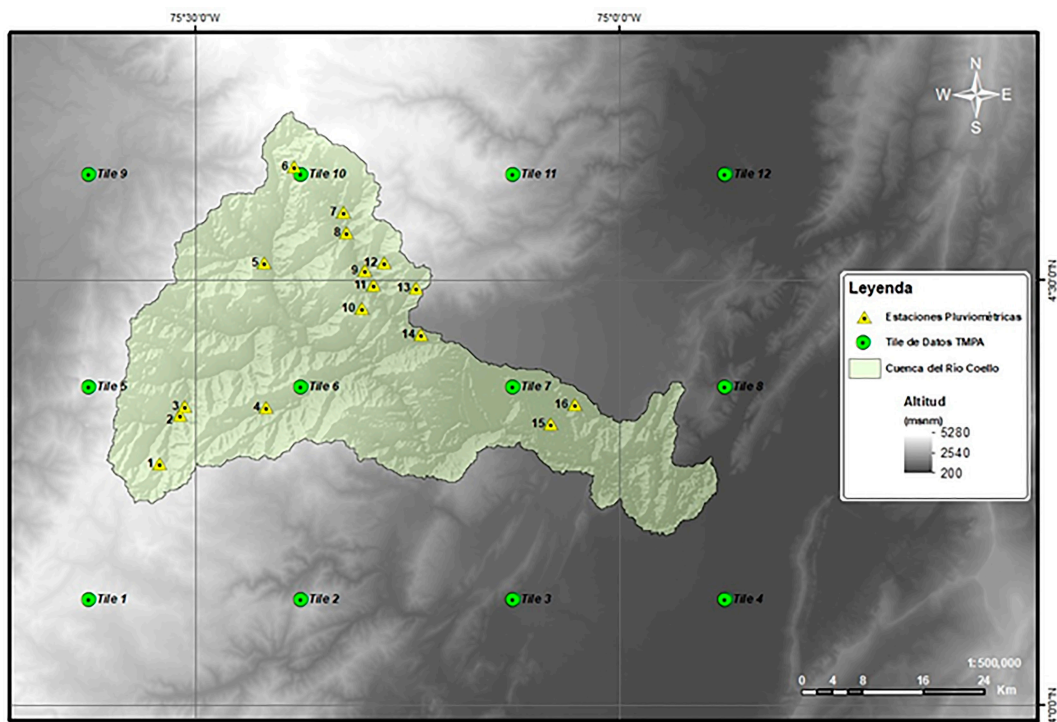 75°30'0"W
75°0'0"W
N
W
E
S
6
Tile 9
Tile 10
Tile 11
Tile 12
7
8
5
12
9
11
13
10
14
4°30'0"N
Leyenda
Estaciones Pluviométricas
Tile de Datos TMPA
Cuenca del Río Coello
Altitud
(msnm)
5280
2540
200
Tile 5
Tile 6
Tile 7
Tile 8
3
2
4
16
15
1
Tile 1
Tile 2
Tile 3
Tile 4
1:500,000
0 4 8 16 24
Km